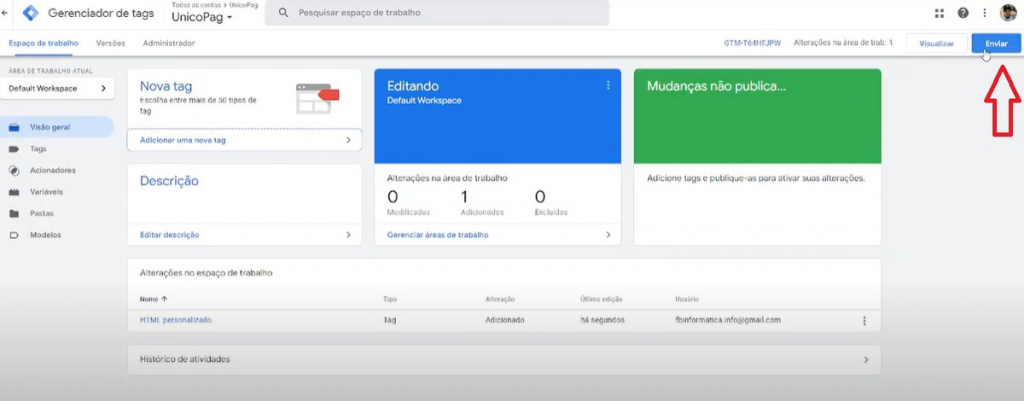 Todas as contas > UnicoPag
Gerenciador de tags
UnicoPag
Pesquisar espaço de trabalho
Espaço de trabalho
Versões
Administrador
Alterações na área de trab: 1
Visualizar
Enviar
ÁREA DE TRABALHO ATUAL
Default Workspace
Visão geral
Tags
Acionadores
Variáveis
Pastas
Modelos
Nova tag
Escolha entre mais de 50 tipos de
tag
Adicionar uma nova tag
Descrição
Editar descrição
Editando
Default Workspace
Alterações na área de trabalho
0
1
0
Modificados
Adicionados
Excluídos
Gerenciar áreas de trabalho
Mudanças não publica...
Adicione tags e publique-as para ativar suas alterações.
Alterações no espaço de trabalho
Nome
Tipo
Alteração
Última edição
Usuário
HTML personalizado
Tag
Adicionado
há segundos
fbinformatica.info@gmail.com
Histórico de atividades